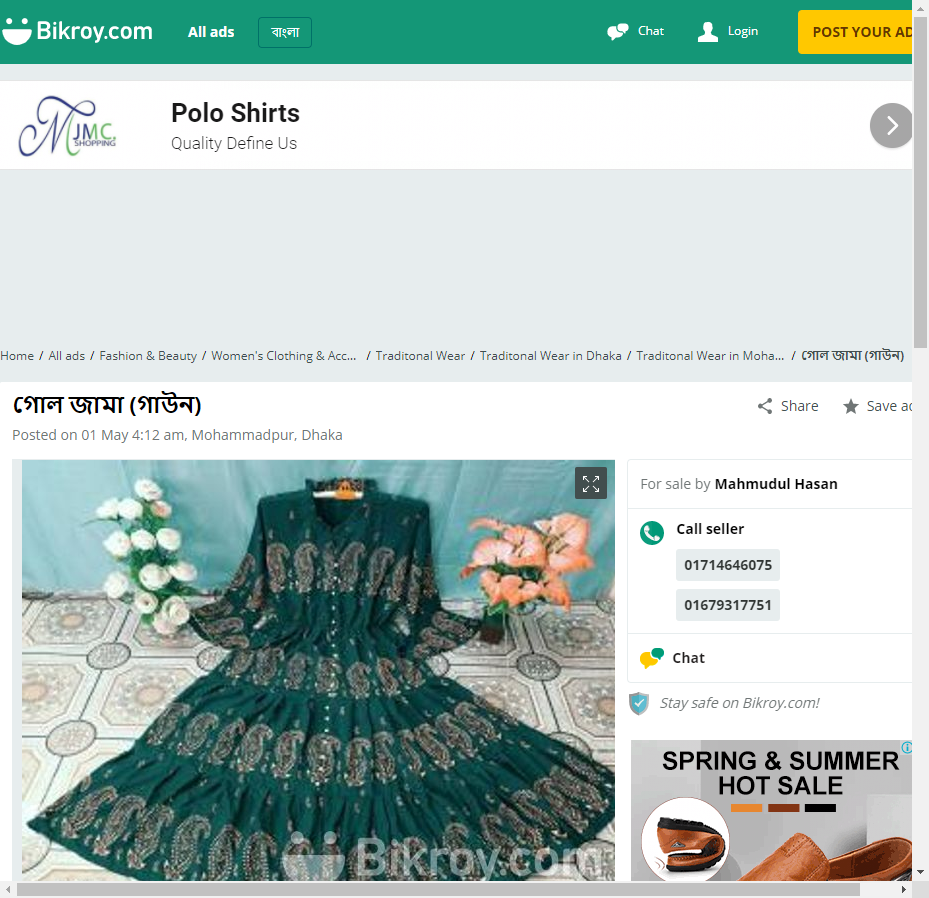 Bikroy.com
All ads
বাংলা
Chat
Login
POST YOUR AD
MJMC
SHOPPING
Polo Shirts
Quality Define Us
Home / All ads / Fashion & Beauty / Women's Clothing & Acc... / Traditonal Wear / Traditonal Wear in Dhaka / Traditonal Wear in Moha... / গোল জামা (গাউন)
গোল জামা (গাউন)
Share
Save ad
Posted on 01 May 4:12 am, Mohammadpur, Dhaka
For sale by Mahmudul Hasan
Call seller
01714646075
01679317751
Chat
Stay safe on Bikroy.com!
SPRING & SUMMER
HOT SALE
Bikroy.com